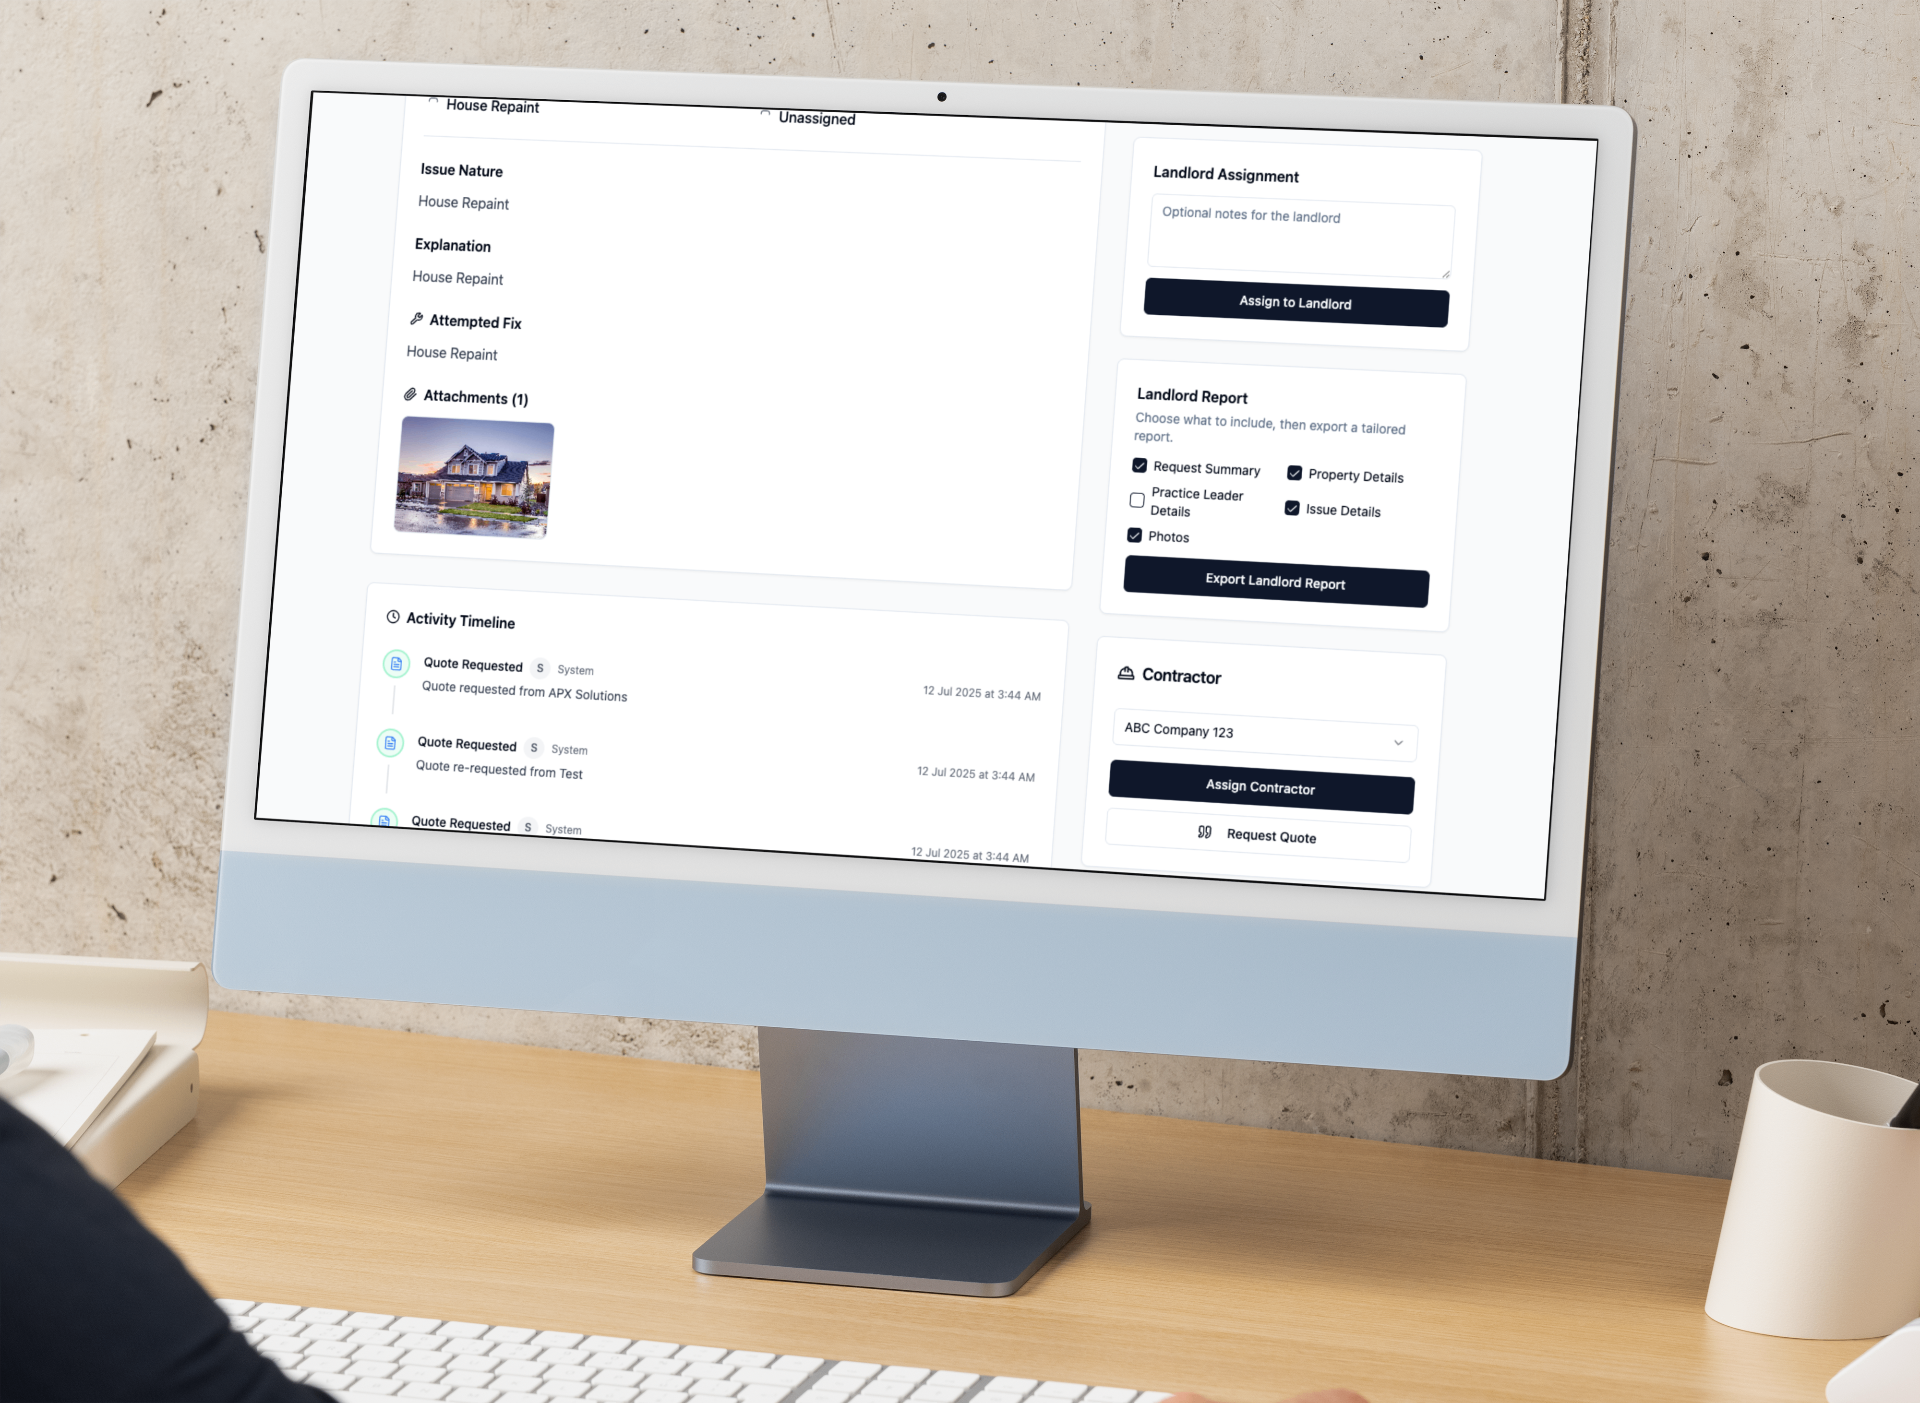 House Repaint
Unassigned
Issue Nature
House Repaint
Explanation
House Repaint
Attempted Fix
House Repaint
Attachments (1)
Activity Timeline
Quote Requested S System
Quote requested from APX Solutions
12 Jul 2025 at 3:44 AM
Quote Requested S System
Quote re-requested from Test
12 Jul 2025 at 3:44 AM
Quote Requested S System
12 Jul 2025 at 3:44 AM
Landlord Assignment
Optional notes for the landlord
Assign to Landlord
Landlord Report
Choose what to include, then export a tailored
report.
Request Summary
Property Details
Practice Leader
Details
Issue Details
Photos
Export Landlord Report
Contractor
ABC Company 123
Assign Contractor
Request Quote